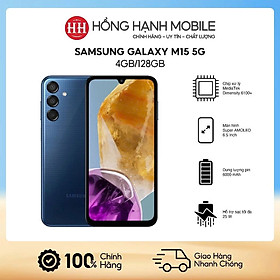 HH
HỒNG HẠNH MOBILE
CHÍNH HÃNG - UY TÍN - CHẤT LƯỢNG
SAMSUNG GALAXY M15 5G
4GB/128GB
Chip xử lý
MediaTek
Dimensity 6100+
Màn hình
Super AMOLED
6.5 inch
Dung lượng pin
6000 mAh
Hỗ trợ sạc tối đa
25 W
SAMSUNG
100% Chính Hãng
Giao Hàng
Nhanh Chóng